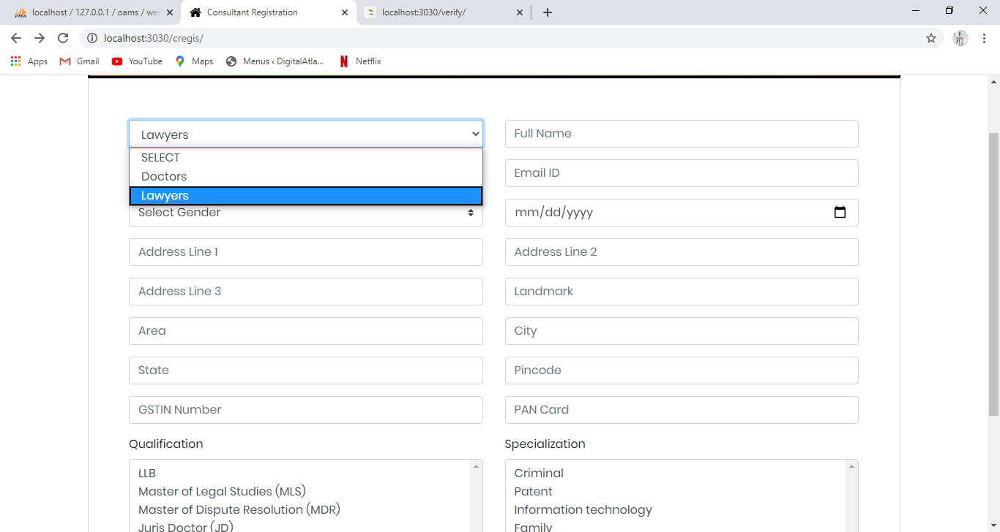 localhost / 127.0.0.1 / oams / wee
Consultant Registration
localhost:3030/verify/
localhost:3030/cregis/
Apps
Gmail
YouTube
Maps
Menus ‹ DigitalAtla...
Netflix
Lawyers
Full Name
SELECT
Doctors
Lawyers
Email ID
Select Gender
mm/dd/yyyy
Address Line 1
Address Line 2
Address Line 3
Landmark
Area
City
State
Pincode
GSTIN Number
PAN Card
Qualification
Specialization
LLB
Criminal
Master of Legal Studies (MLS)
Patent
Master of Dispute Resolution (MDR)
Information technology
Juris Doctor (JD)
Family